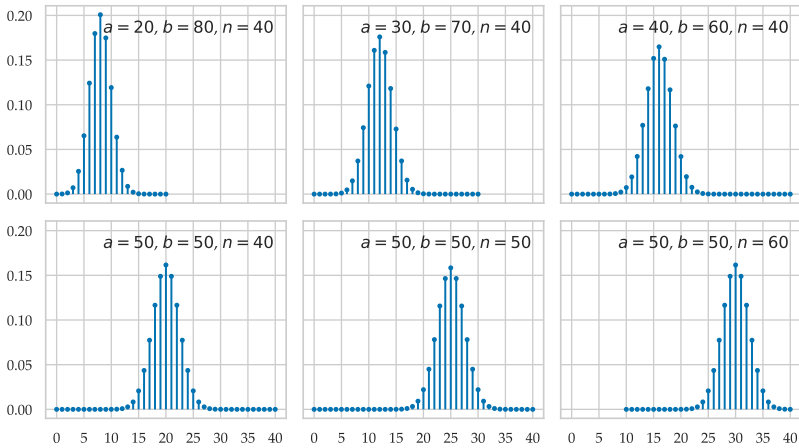 a = 20, b = 80, n = 40
a = 30, b = 70, n = 40
a = 40, b = 60, n = 40
0.20
0.15
0.10
0.05
0.00
a = 50, b = 50, n = 40
a = 50, b = 50, n = 50
a = 50, b = 50, n = 60
0.20
0.15
0.10
0.05
0.00
0 5 10 15 20 25 30 35 40
0 5 10 15 20 25 30 35 40
0 5 10 15 20 25 30 35 40